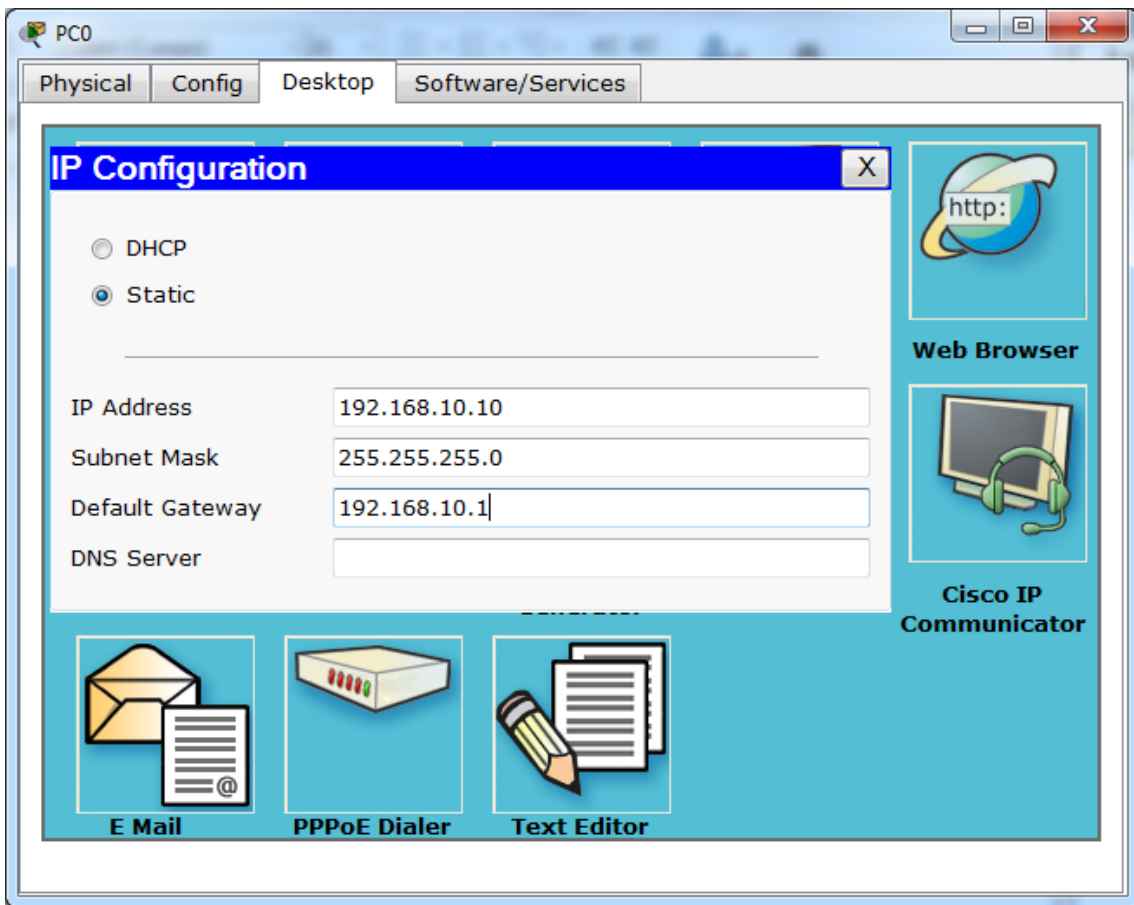 PC0
Physical Config Desktop Software/Services
IP Configuration X
http:
DHCP
Static
Web Browser
IP Address 192.168.10.10
Subnet Mask 255.255.255.0
Default Gateway 192.168.10.1
DNS Server
Cisco IP
Communicator
@
E Mail PPPoE Dialer Text Editor